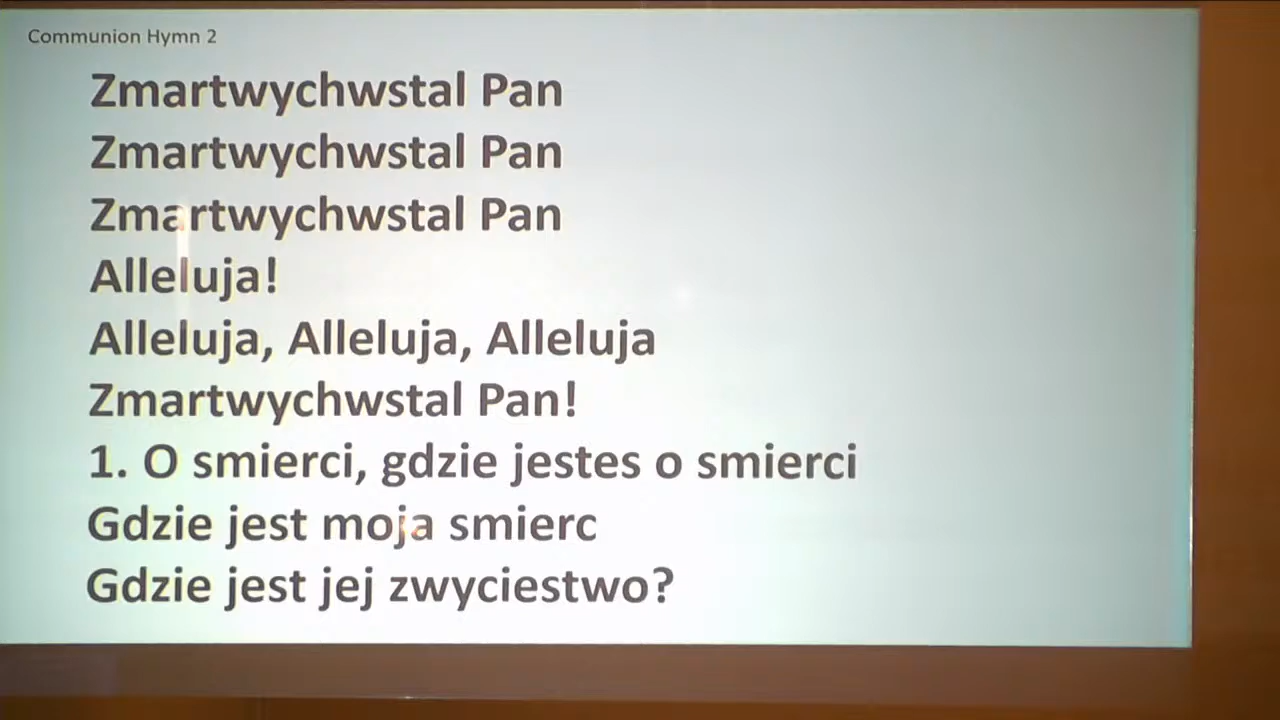 Communion Hymn 2
Zmartwychwstal Pan
Zmartwychwstal Pan
Zmartwychwstal Pan
Alleluja!
Alleluja, Alleluja, Alleluja
Zmartwychwstal Pan!
1. O smierci, gdzie jestes o smierci
Gdzie jest moja smierc
Gdzie jest jej zwyciestwo?